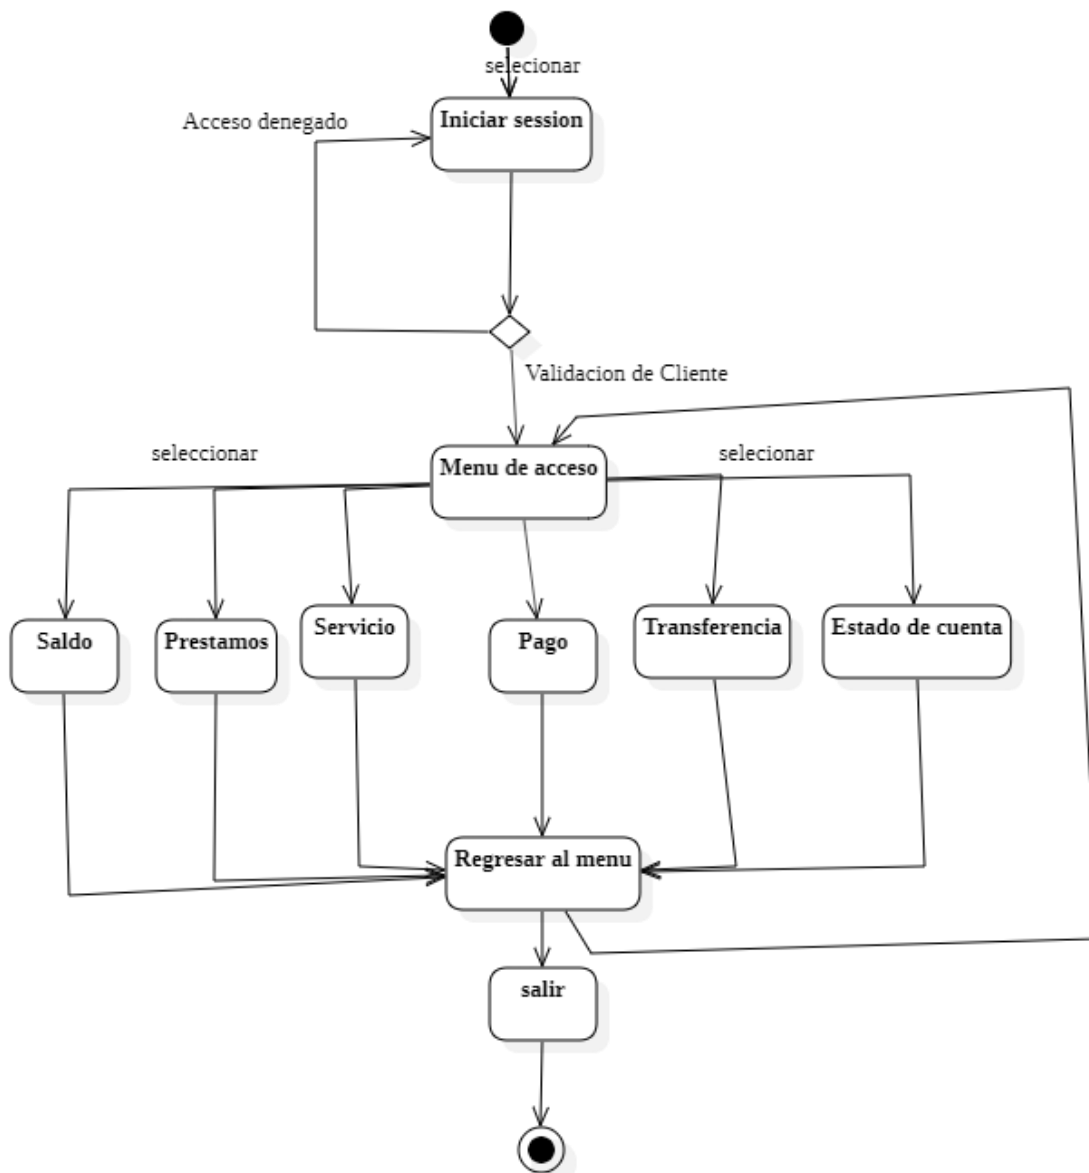 selecionar
Iniciar session
Acceso denegado
Validacion de Cliente
Menu de acceso
seleccionar
selecionar
Saldo
Prestamos
Servicio
Pago
Transferencia
Estado de cuenta
Regresar al menu
salir